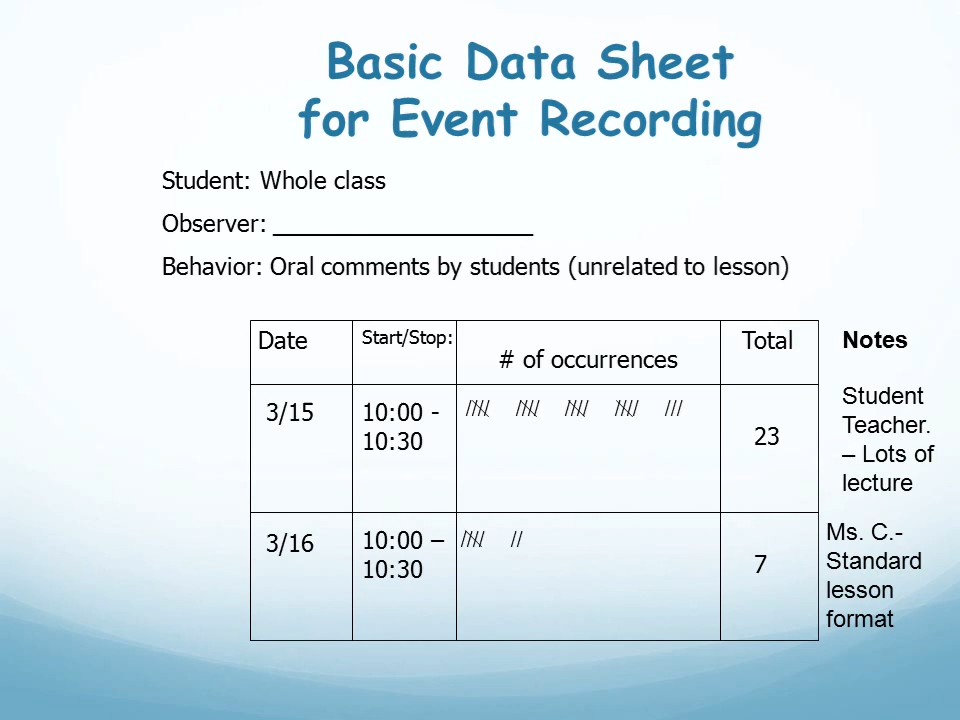 Basic Data Sheet
for Event Recording
Student: Whole class
Observer: ____________________
Behavior: Oral comments by students (unrelated to lesson)
Date Start/Stop: # of occurrences Total Notes
3/15 10:00 - 10:30 //// //// //// //// /// 23
Student
Teacher.
– Lots of
lecture
3/16 10:00 – 10:30 //// // 7
Ms. C.-
Standard
lesson
format